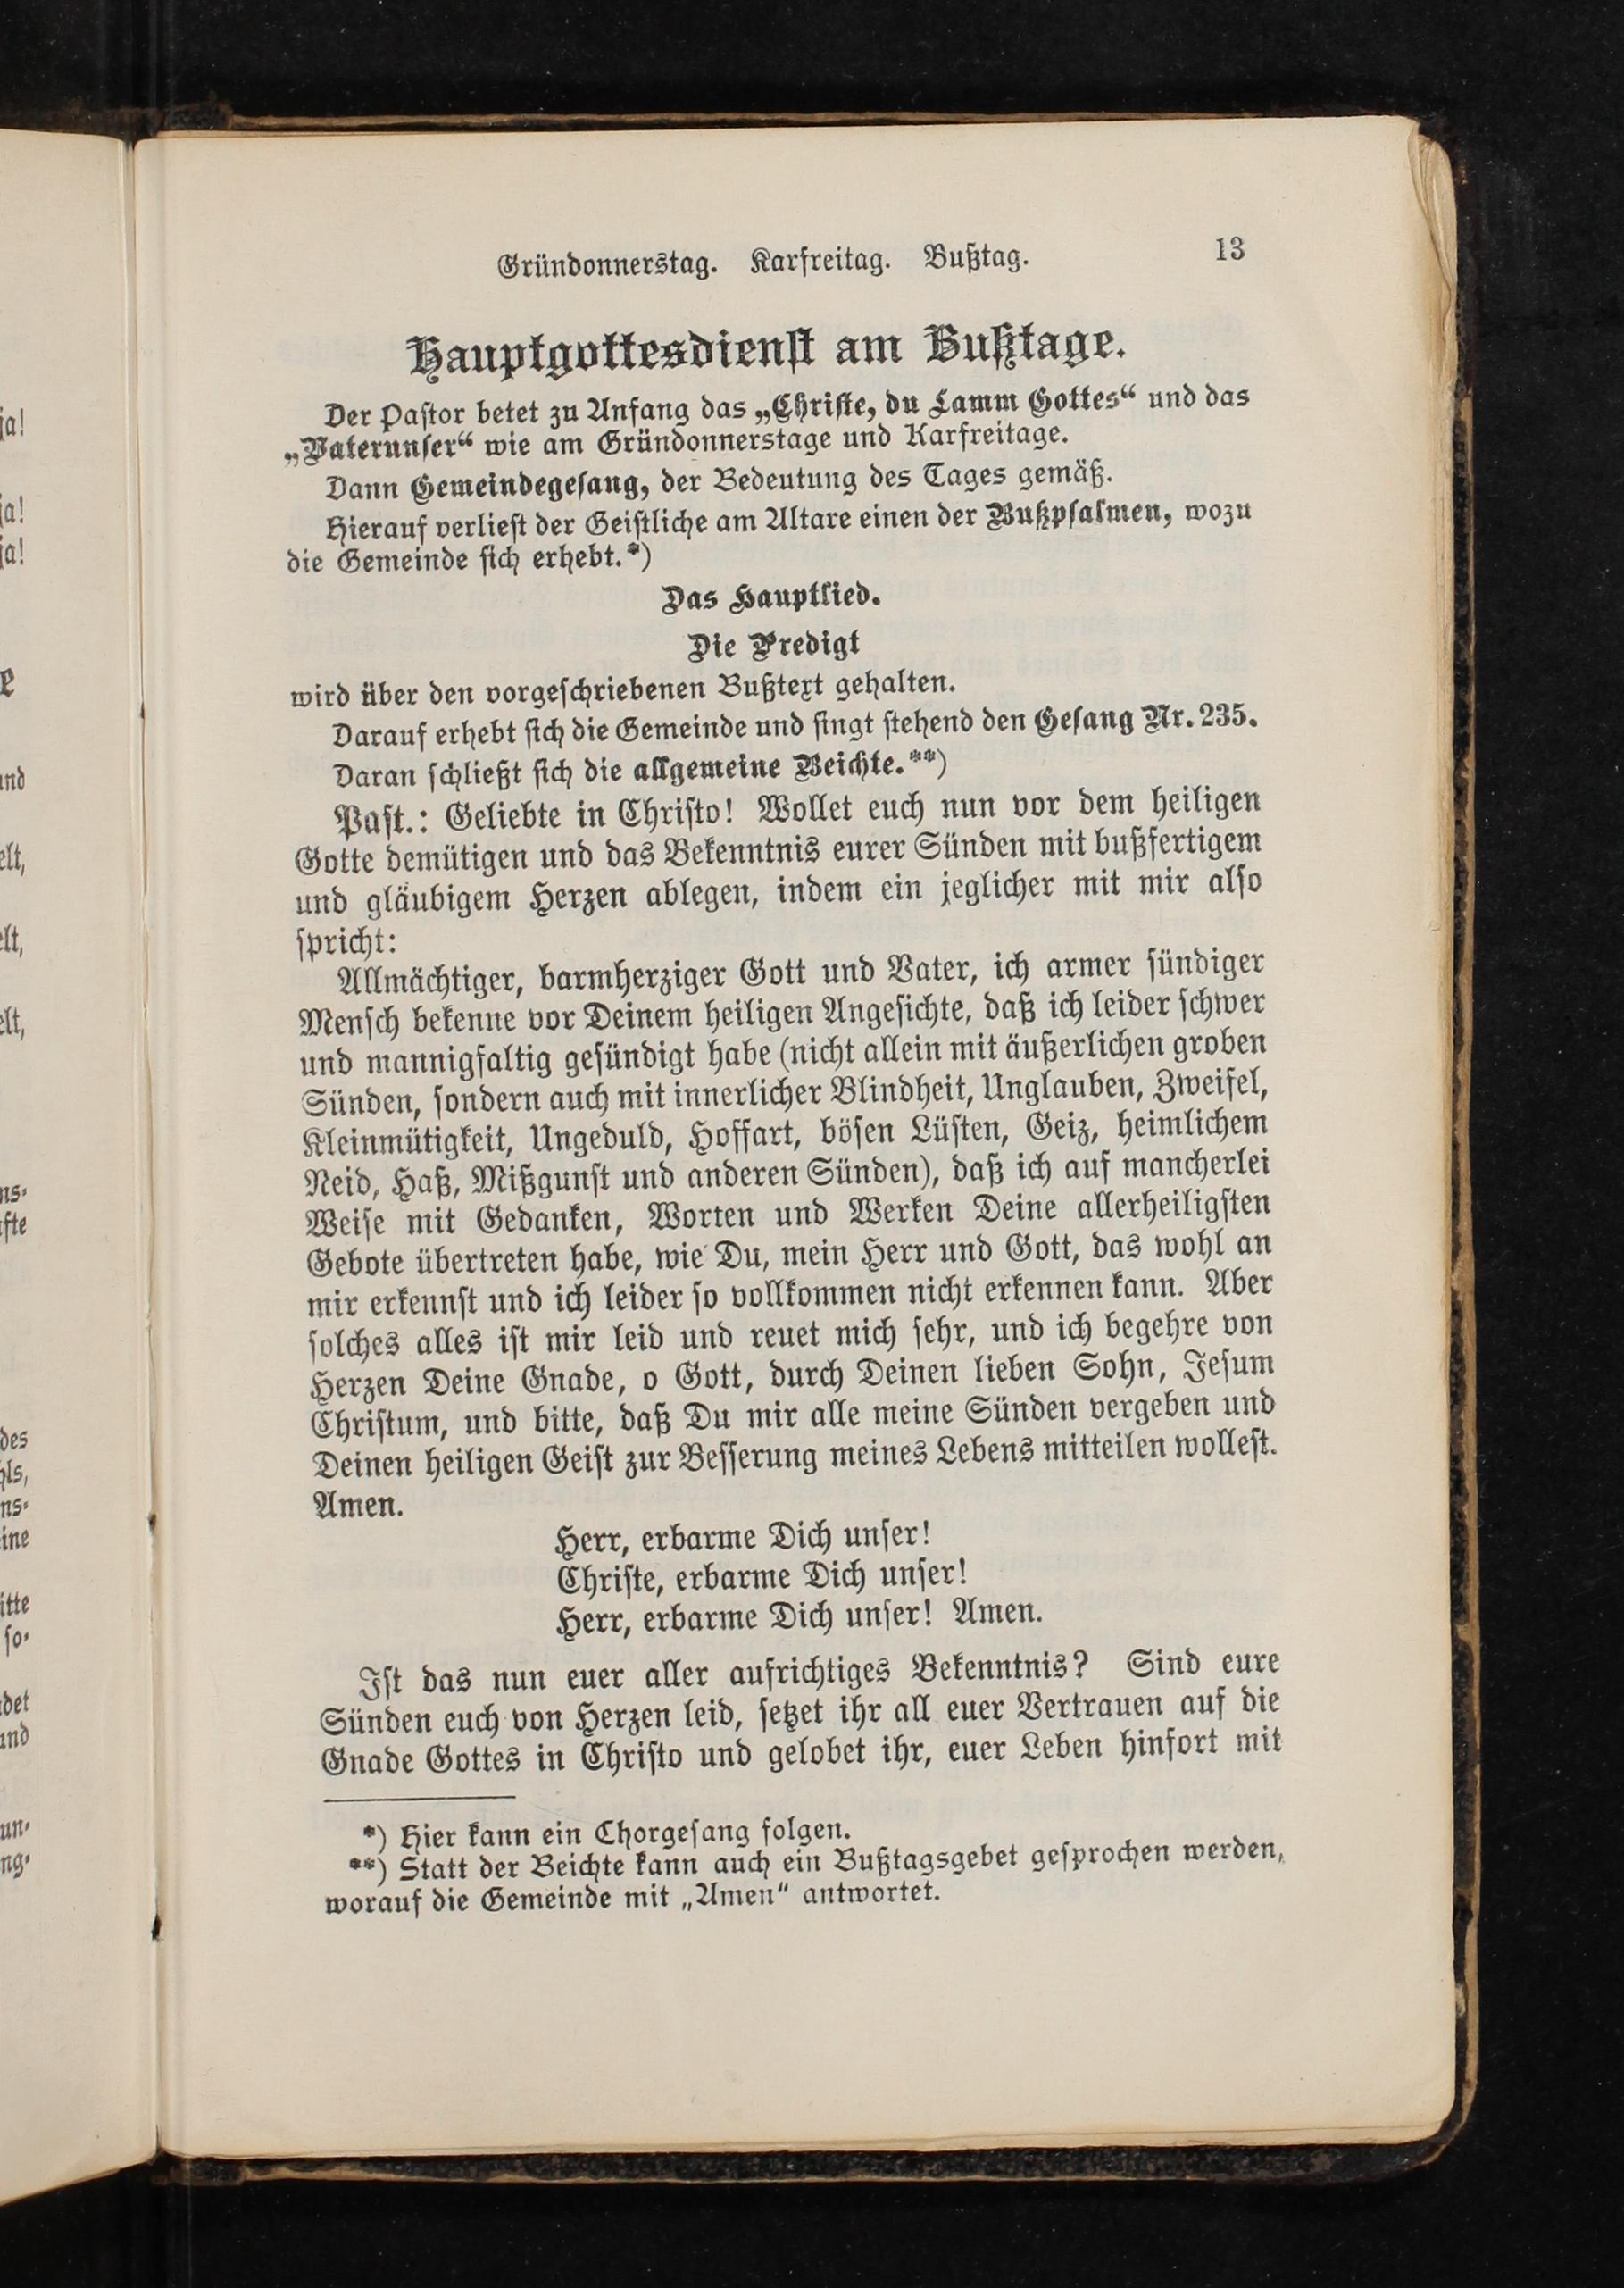 Gründonnerstag. Karfreitag. Bußtag. 13
Hauptgottesdienst am Bußtage.
Der Pastor betet zu Anfang das „Christe, du Lamm Gottes“ und das
„Vaterunser“ wie am Gründonnerstage und Karfreitage.
Dann Gemeindegesang, der Bedeutung des Tages gemäß.
Hierauf verliest der Geistliche am Altare einen der Bußpsalmen, wozu
die Gemeinde sich erhebt.*)
Das Hauptlied.
Die Predigt
wird über den vorgeschriebenen Bußtext gehalten.
Darauf erhebt sich die Gemeinde und singt stehend den Gesang Nr. 235.
Daran schließt sich die allgemeine Beichte.**)
Past.: Geliebte in Christo! Wollet euch nun vor dem heiligen
Gotte demütigen und das Bekenntnis eurer Sünden mit bußfertigem
und gläubigem Herzen ablegen, indem ein jeglicher mit mir also
spricht:
Allmächtiger, barmherziger Gott und Vater, ich armer sündiger
Mensch bekenne vor Deinem heiligen Angesichte, daß ich leider schwer
und mannigfaltig gesündigt habe (nicht allein mit äußerlichen groben
Sünden, sondern auch mit innerlicher Blindheit, Unglauben, Zweifel,
Kleinmütigkeit, Ungeduld, Hoffart, bösen Lüsten, Geiz, heimlichem
Neid, Haß, Mißgunst und anderen Sünden), daß ich auf mancherlei
Weise mit Gedanken, Worten und Werken Deine allerheiligsten
Gebote übertreten habe, wie Du, mein Herr und Gott, das wohl an
mir erkennst und ich leider so vollkommen nicht erkennen kann. Aber
solches alles ist mir leid und reuet mich sehr, und ich begehre von
Herzen Deine Gnade, o Gott, durch Deinen lieben Sohn, Jesum
Christum, und bitte, daß Du mir alle meine Sünden vergeben und
Deinen heiligen Geist zur Besserung meines Lebens mitteilen wollest.
Amen.
Herr, erbarme Dich unser!
Christe, erbarme Dich unser!
Herr, erbarme Dich unser! Amen.
Ist das nun euer aller aufrichtiges Bekenntnis? Sind eure
Sünden euch von Herzen leid, setzet ihr all euer Vertrauen auf die
Gnade Gottes in Christo und gelobet ihr, euer Leben hinfort mit
*) Hier kann ein Chorgesang folgen.
**) Statt der Beichte kann auch ein Bußtagsgebet gesprochen werden,
worauf die Gemeinde mit „Amen“ antwortet.